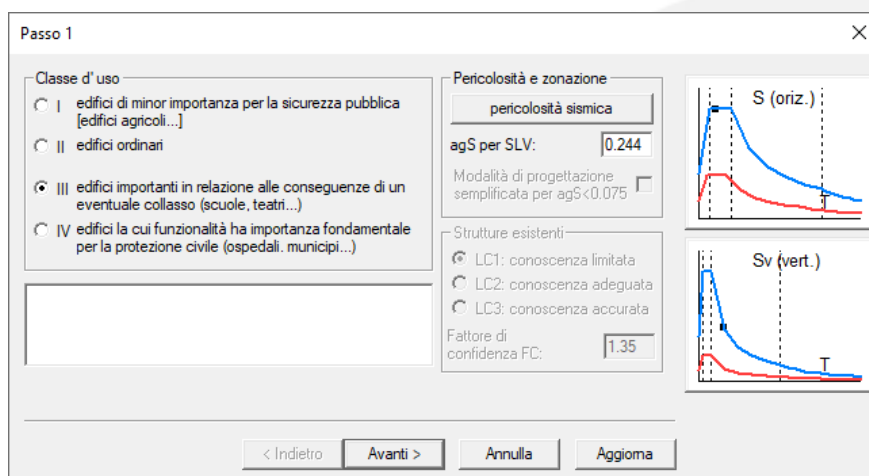 Passo 1
Classe d' uso
I edifici di minor importanza per la sicurezza pubblica
[edifici agricoli...]
II edifici ordinari
III edifici importanti in relazione alle conseguenze di un
eventuale collasso (scuole, teatri...)
IV edifici la cui funzionalità ha importanza fondamentale
per la protezione civile (ospedali. municipi...)
Pericolosità e zonazione
pericolosità sismica
agS per SLV: 0.244
Modalità di progettazione
semplificata per agS<0.075
Strutture esistenti
LC1: conoscenza limitata
LC2: conoscenza adeguata
LC3: conoscenza accurata
Fattore di
confidenza FC: 1.35
S (oriz.)
T
Sv (vert.)
T
< Indietro
Avanti >
Annulla
Aggiorna